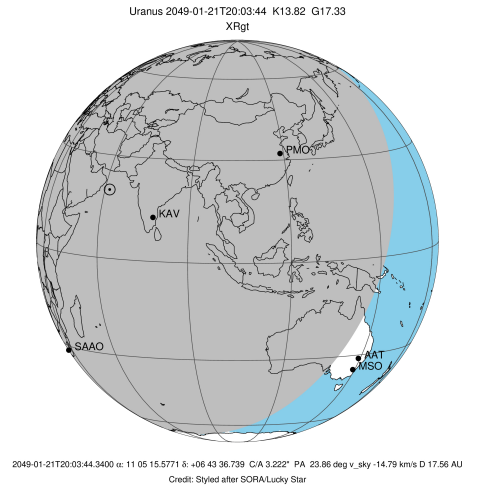 Uranus 2049-01-21T20:03:44 K13.82 G17.33
XRgt
PMO
KAV
SAAO
AAT
MSO
2049-01-21T20:03:44.3400 α: 11 05 15.5771 δ: +06 43 36.739 C/A 3.222" PA 23.86 deg v_sky -14.79 km/s D 17.56 AU
Credit: Styled after SORA/Lucky Star